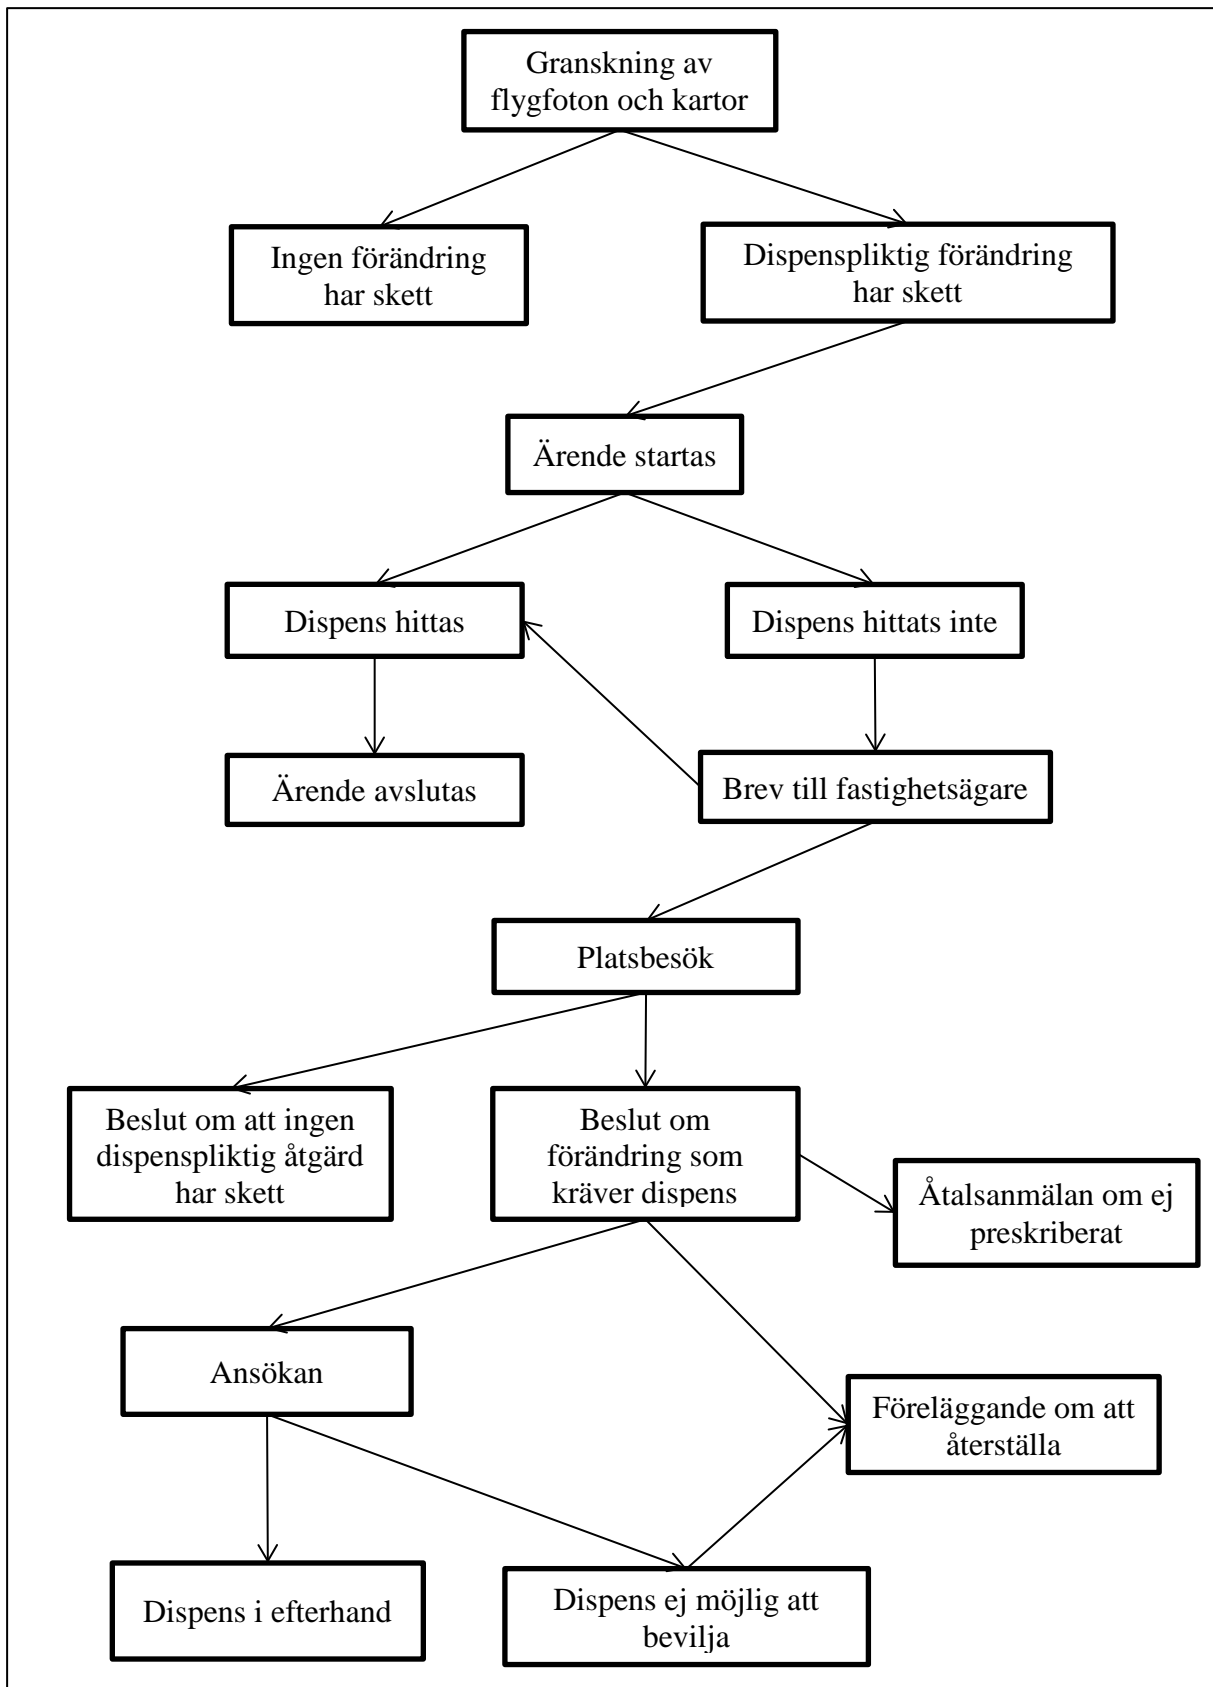 Granskning av
flygfoton och kartor
Ingen förändring
har skett
Dispenspliktig förändring
har skett
Ärende startas
Dispens hittas
Dispens hittats inte
Ärende avslutas
Brev till fastighetsägare
Platsbesök
Beslut om att ingen
dispenspliktig åtgärd
har skett
Beslut om
förändring som
kräver dispens
Åtalsanmälan om ej
preskriberat
Ansökan
Föreläggande om att
återställa
Dispens i efterhand
Dispens ej möjlig att
bevilja